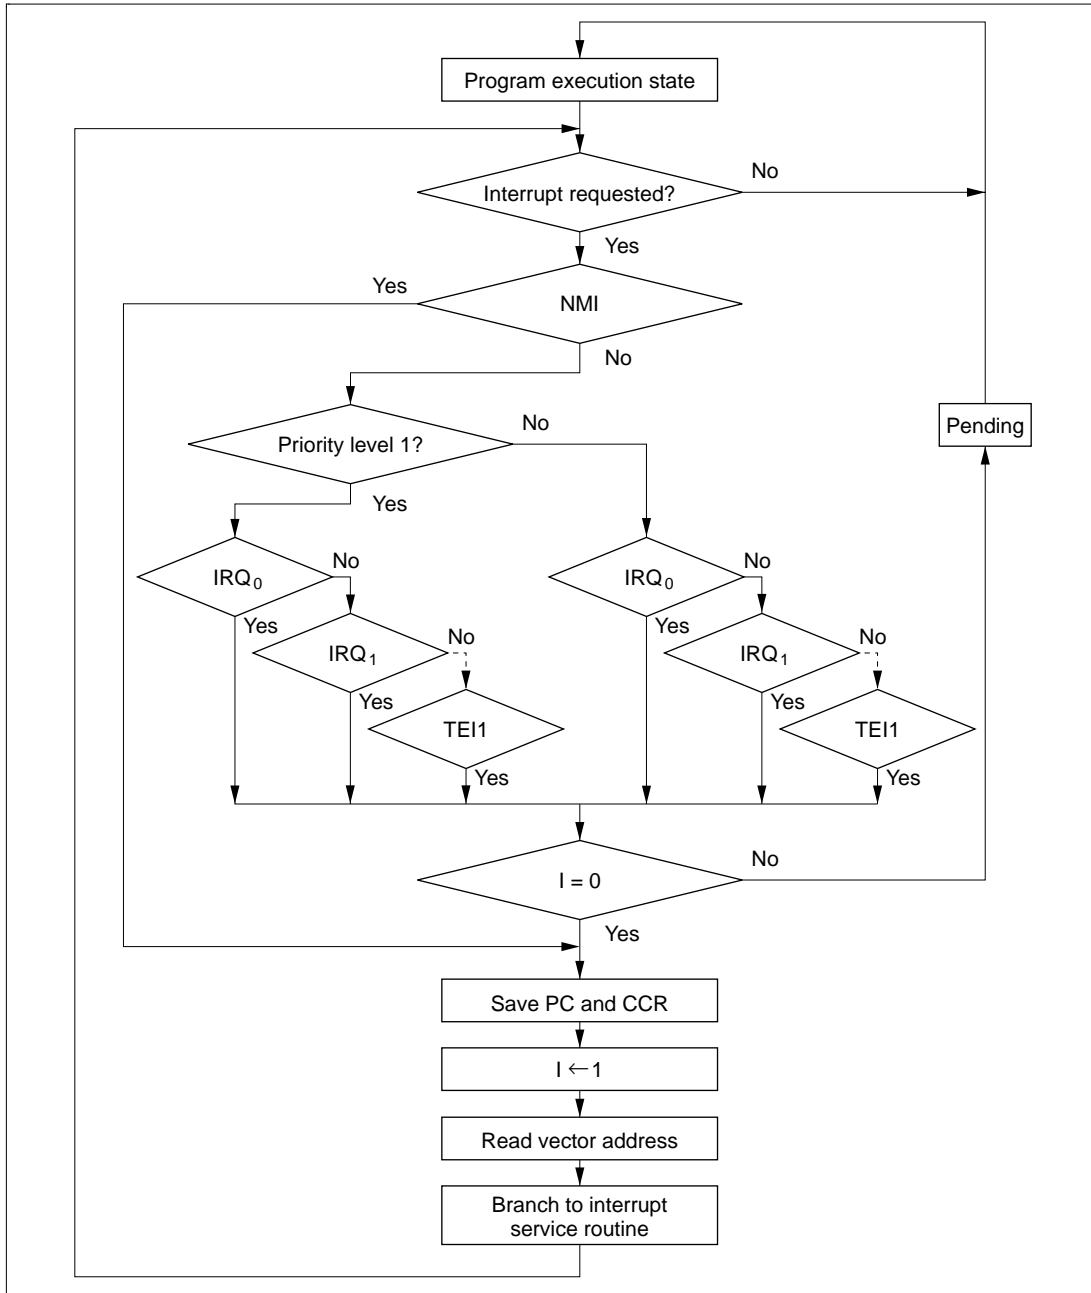 Program execution state
Interrupt requested?
No
Yes
Yes
NMI
No
Priority level 1?
No
Pending
Yes
IRQ0
No
IRQ0
No
Yes
IRQ1
No
Yes
IRQ1
No
Yes
TEI1
Yes
TEI1
Yes
Yes
I = 0
No
Yes
Save PC and CCR
I ← 1
Read vector address
Branch to interrupt
service routine